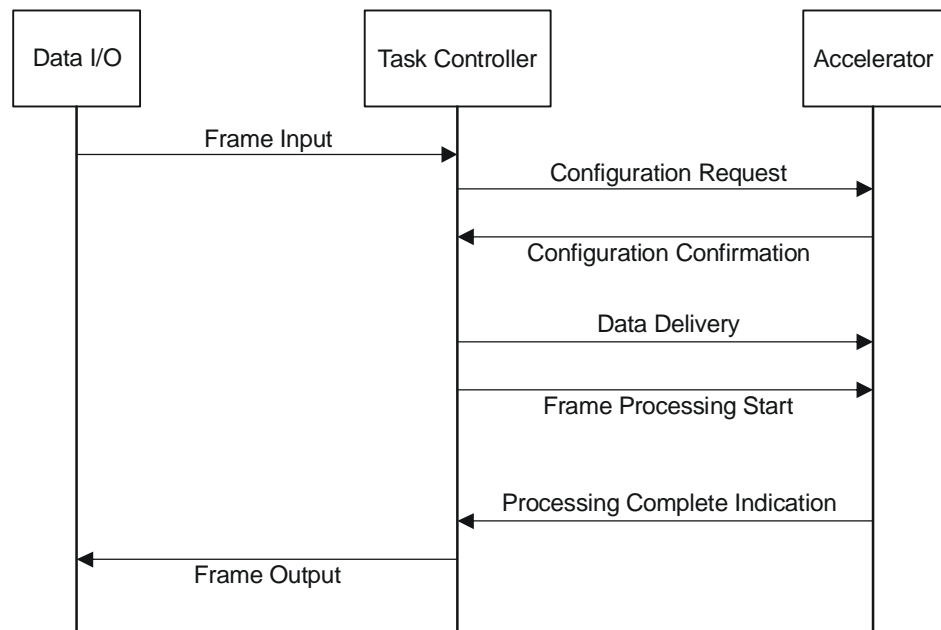 Data I/O
Task Controller
Accelerator
Frame Input
Configuration Request
Configuration Confirmation
Data Delivery
Frame Processing Start
Processing Complete Indication
Frame Output